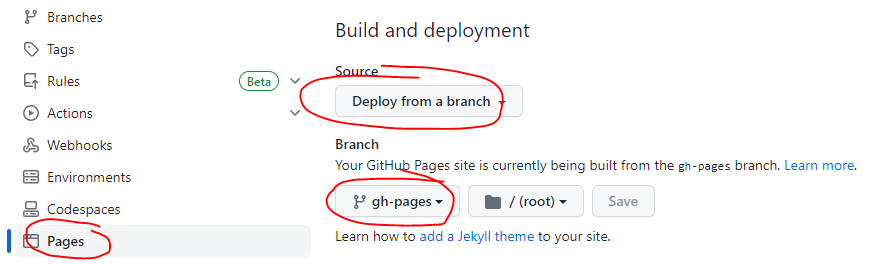 Branches
Tags
Rules Beta
Actions
Webhooks
Environments
Codespaces
Pages
Build and deployment
Source
Deploy from a branch
Branch
Your GitHub Pages site is currently being built from the gh-pages branch. Learn more.
gh-pages / (root) Save
Learn how to add a Jekyll theme to your site.